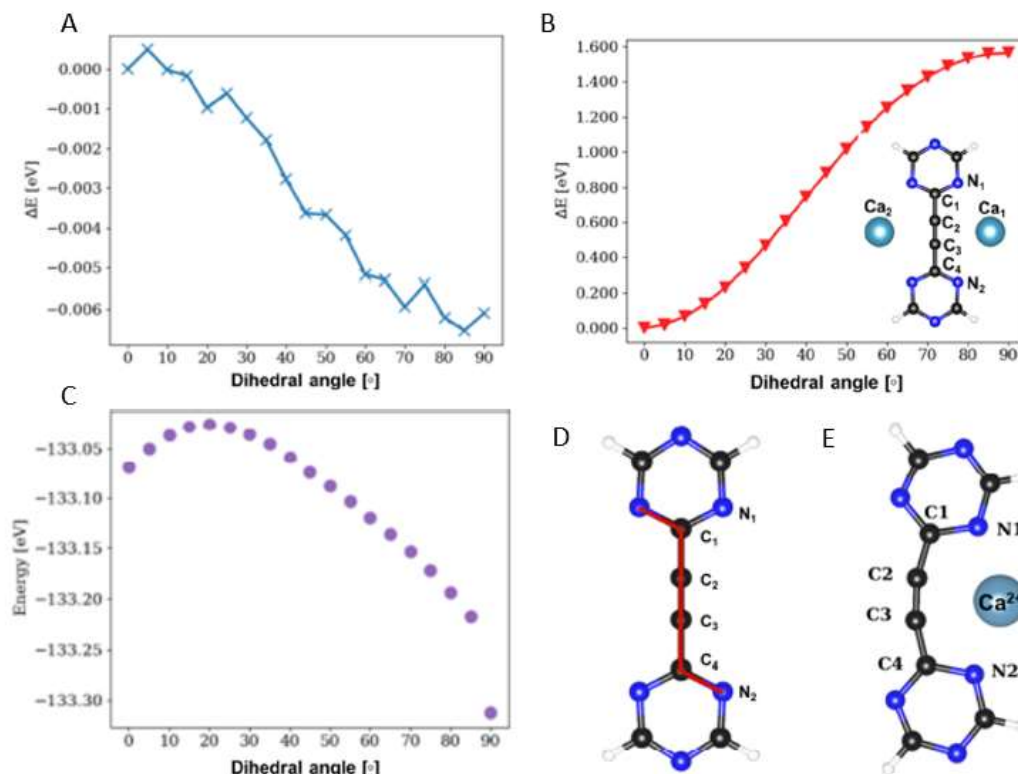 A
0.000
−0.001
−0.002
−0.003
−0.004
−0.005
−0.006
ΔE [eV]
0 10 20 30 40 50 60 70 80 90
Dihedral angle [°]
B
1.600
1.400
1.200
1.000
0.800
0.600
0.400
0.200
0.000
ΔE [eV]
N₁
C₁
Ca₂ C₂ Ca₁
C₃
C₄
N₂
0 10 20 30 40 50 60 70 80 90
Dihedral angle [°]
C
−133.05
−133.10
−133.15
−133.20
−133.25
−133.30
Energy [eV]
0 10 20 30 40 50 60 70 80 90
Dihedral angle [°]
D
N₁
C₁
C₂
C₃
C₄
N₂
E
C1
N1
C2
Ca²⁺
C3
C4
N2